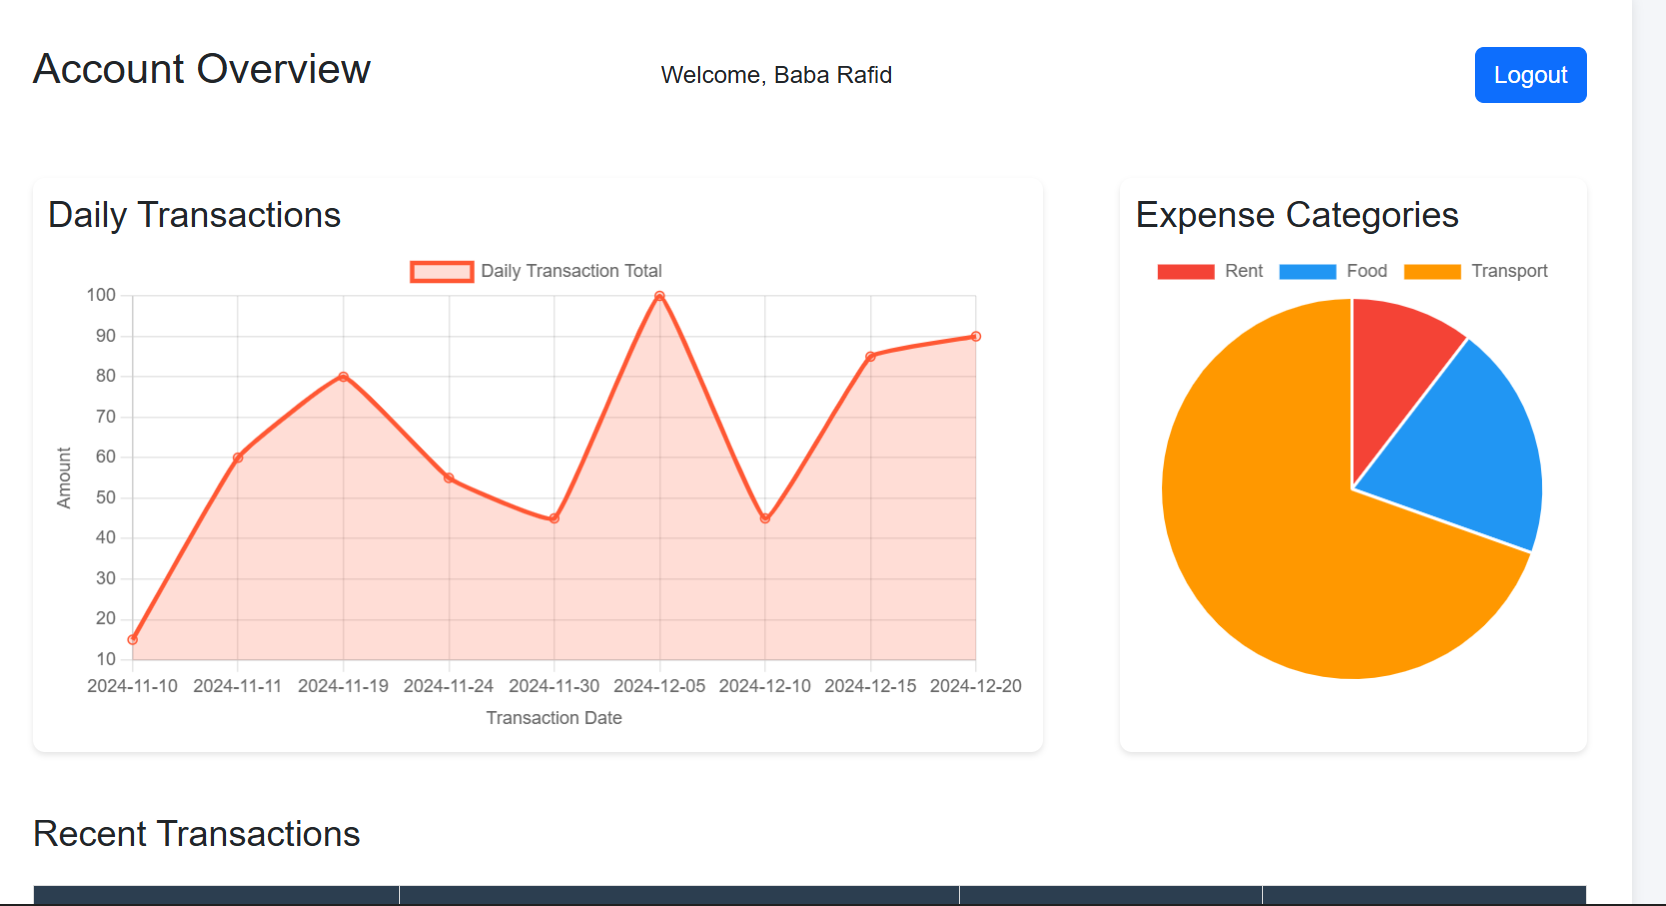 Account Overview
Welcome, Baba Rafid
Logout
Daily Transactions
Daily Transaction Total
100
90
80
70
60
50
40
30
20
10
Amount
2024-11-10 2024-11-11 2024-11-19 2024-11-24 2024-11-30 2024-12-05 2024-12-10 2024-12-15 2024-12-20
Transaction Date
Expense Categories
Rent Food Transport
Recent Transactions